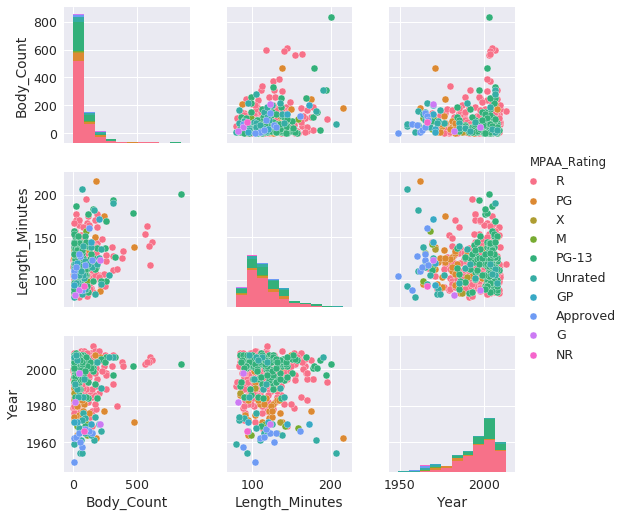 800
600
400
200
0
Body_Count
MPAA_Rating
R
PG
X
M
PG-13
Unrated
GP
Approved
G
NR
200
150
100
Length_Minutes
2000
1980
1960
Year
0 500
Body_Count
100 200
Length_Minutes
1950 2000
Year